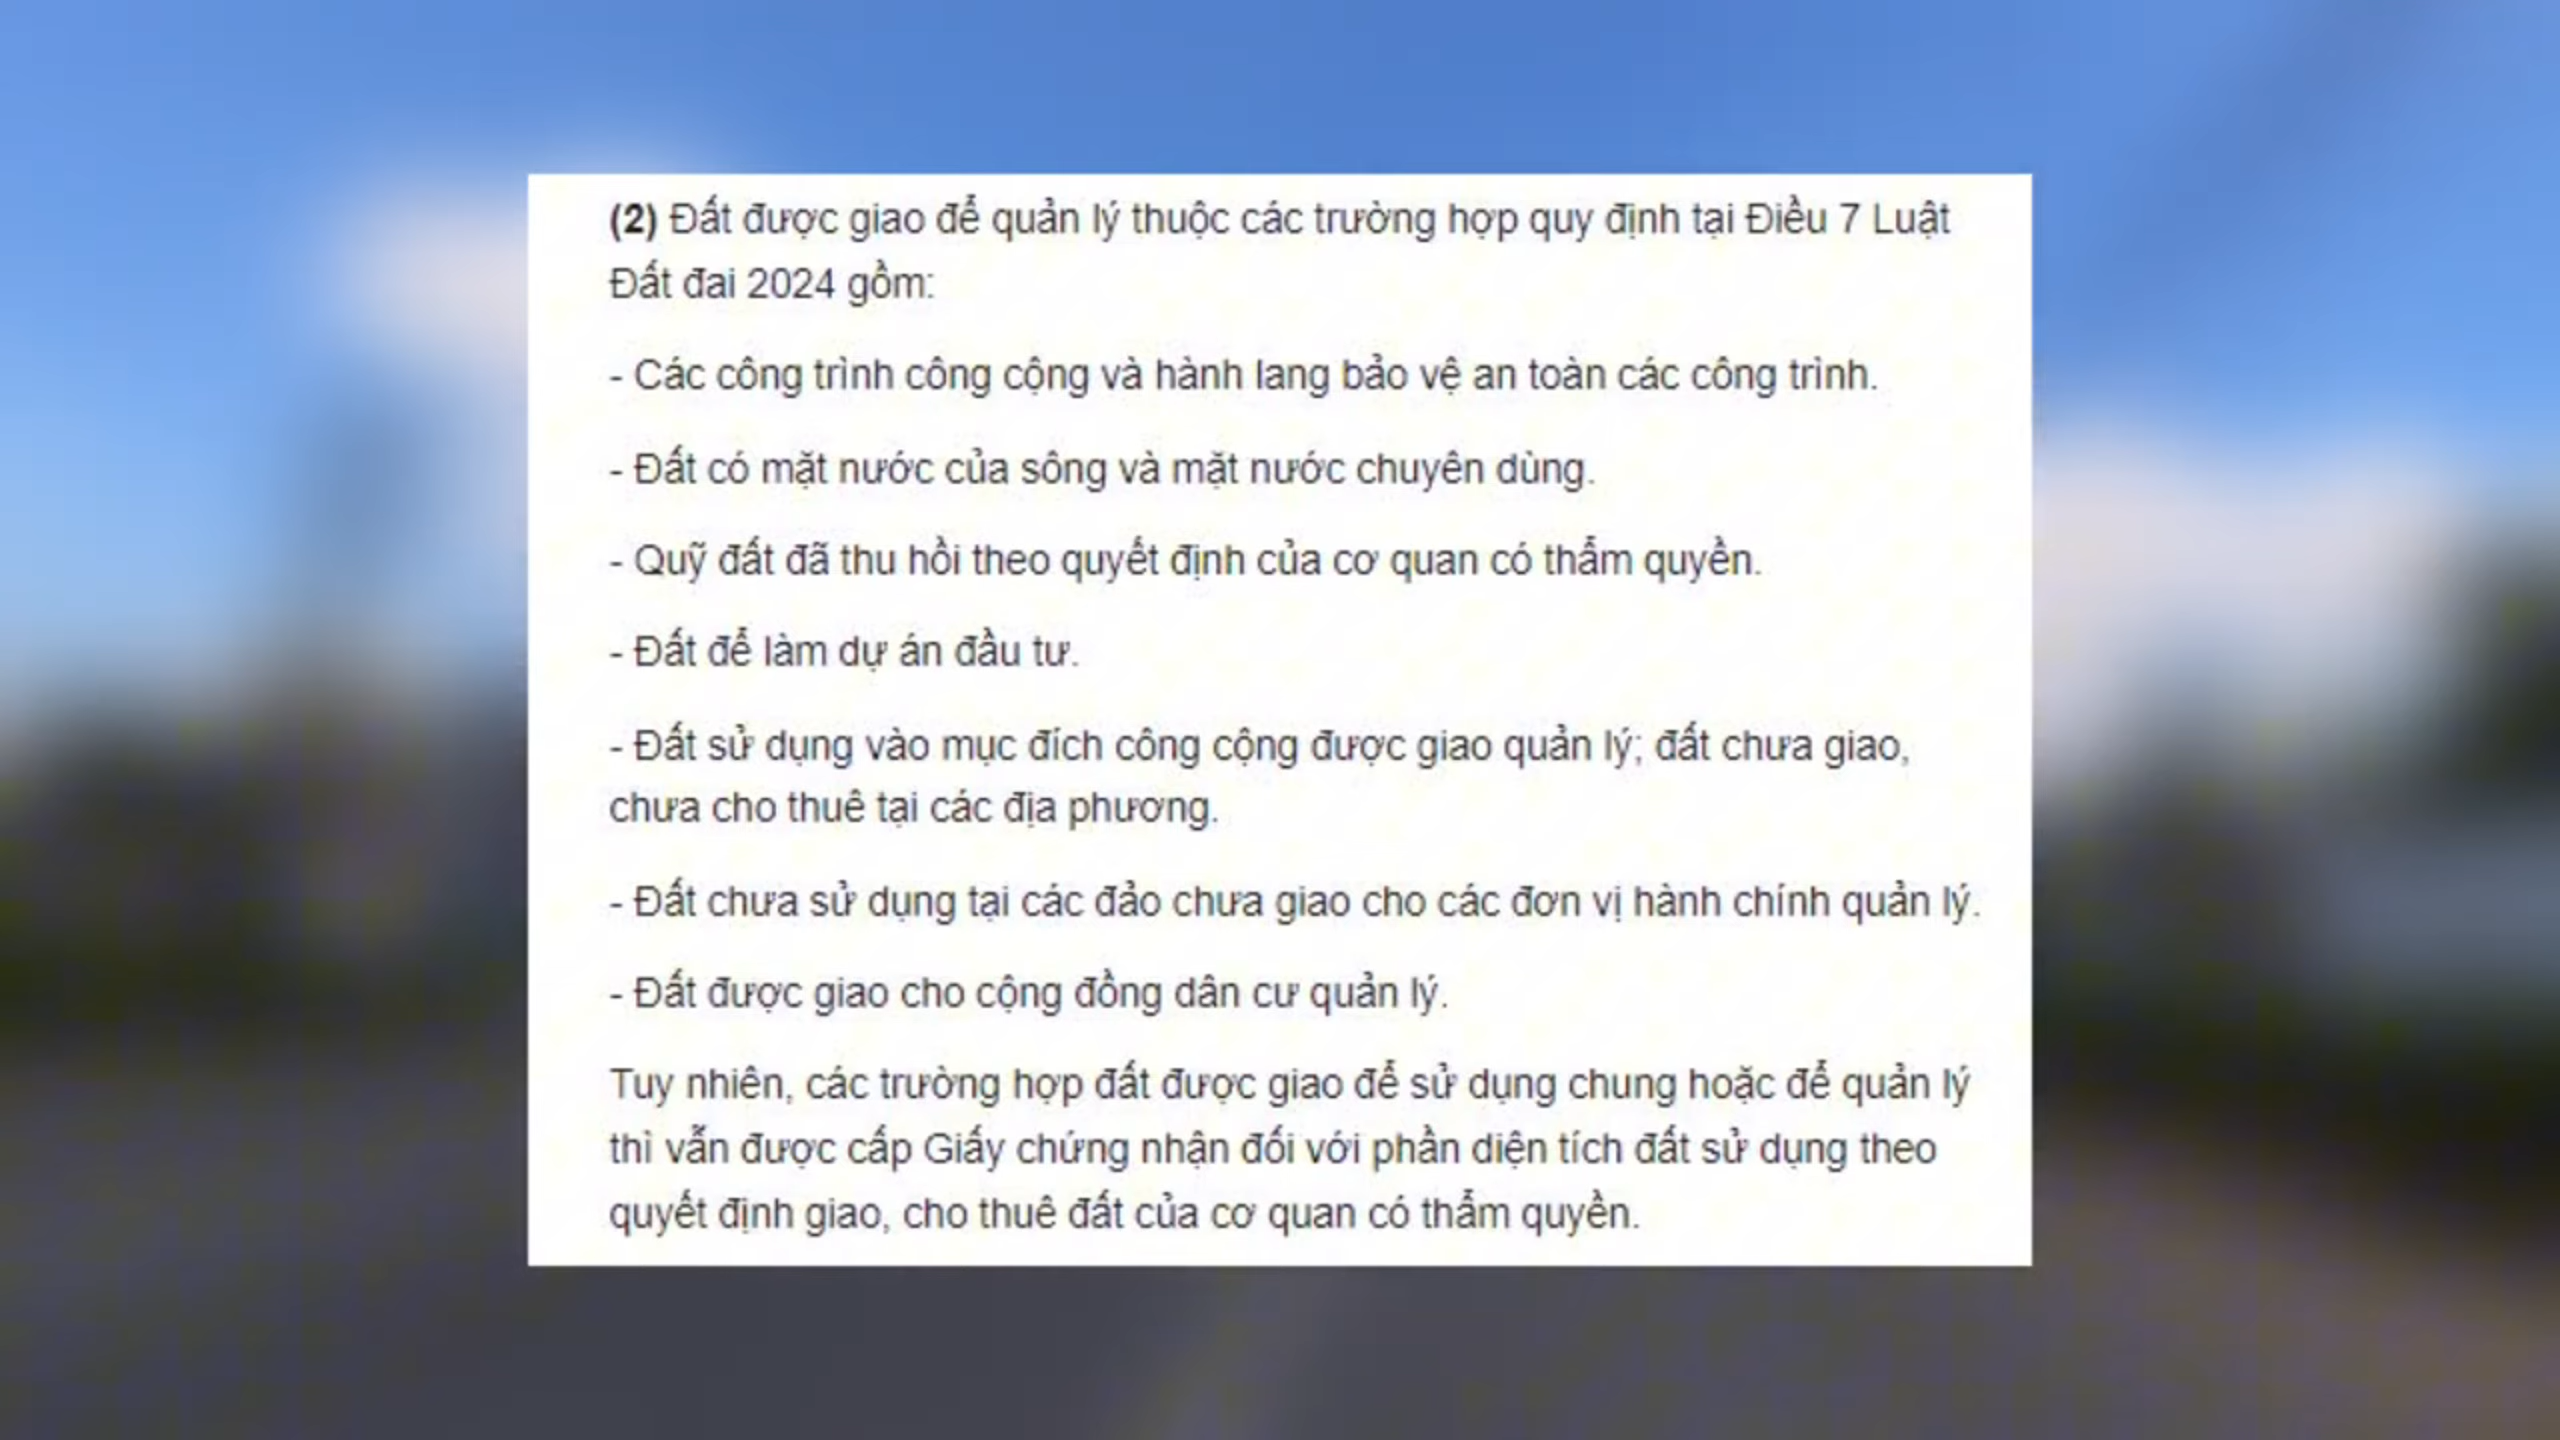 (2) Đất được giao để quản lý thuộc các trường hợp quy định tại Điều 7 Luật
Đất đai 2024 gồm:
- Các công trình công cộng và hành lang bảo vệ an toàn các công trình.
- Đất có mặt nước của sông và mặt nước chuyên dùng.
- Quỹ đất đã thu hồi theo quyết định của cơ quan có thẩm quyền.
- Đất để làm dự án đầu tư.
- Đất sử dụng vào mục đích công cộng được giao quản lý; đất chưa giao,
chưa cho thuê tại các địa phương.
- Đất chưa sử dụng tại các đảo chưa giao cho các đơn vị hành chính quản lý.
- Đất được giao cho cộng đồng dân cư quản lý.
Tuy nhiên, các trường hợp đất được giao để sử dụng chung hoặc để quản lý
thì vẫn được cấp Giấy chứng nhận đối với phần diện tích đất sử dụng theo
quyết định giao, cho thuê đất của cơ quan có thẩm quyền.